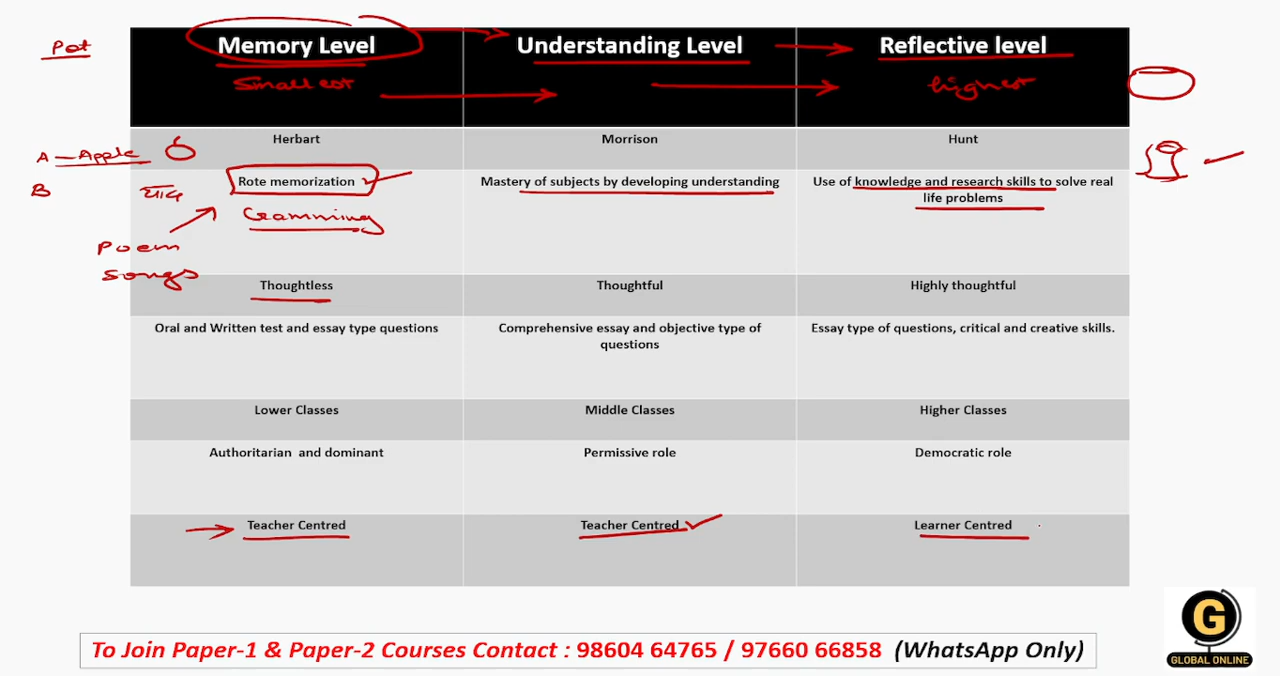 Pot
Memory Level
Understanding Level
Reflective level
Smallest
highest
Herbart
Morrison
Hunt
A - Apple
B
याद
Rote memorization
Mastery of subjects by developing understanding
Use of knowledge and research skills to solve real
life problems
Cramming
Poem
Songs
Thoughtless
Thoughtful
Highly thoughtful
Oral and Written test and essay type questions
Comprehensive essay and objective type of
questions
Essay type of questions, critical and creative skills.
Lower Classes
Middle Classes
Higher Classes
Authoritarian and dominant
Permissive role
Democratic role
Teacher Centred
Teacher Centred
Learner Centred
To Join Paper-1 & Paper-2 Courses Contact : 98604 64765 / 97660 66858 (WhatsApp Only)
G
GLOBAL ONLINE